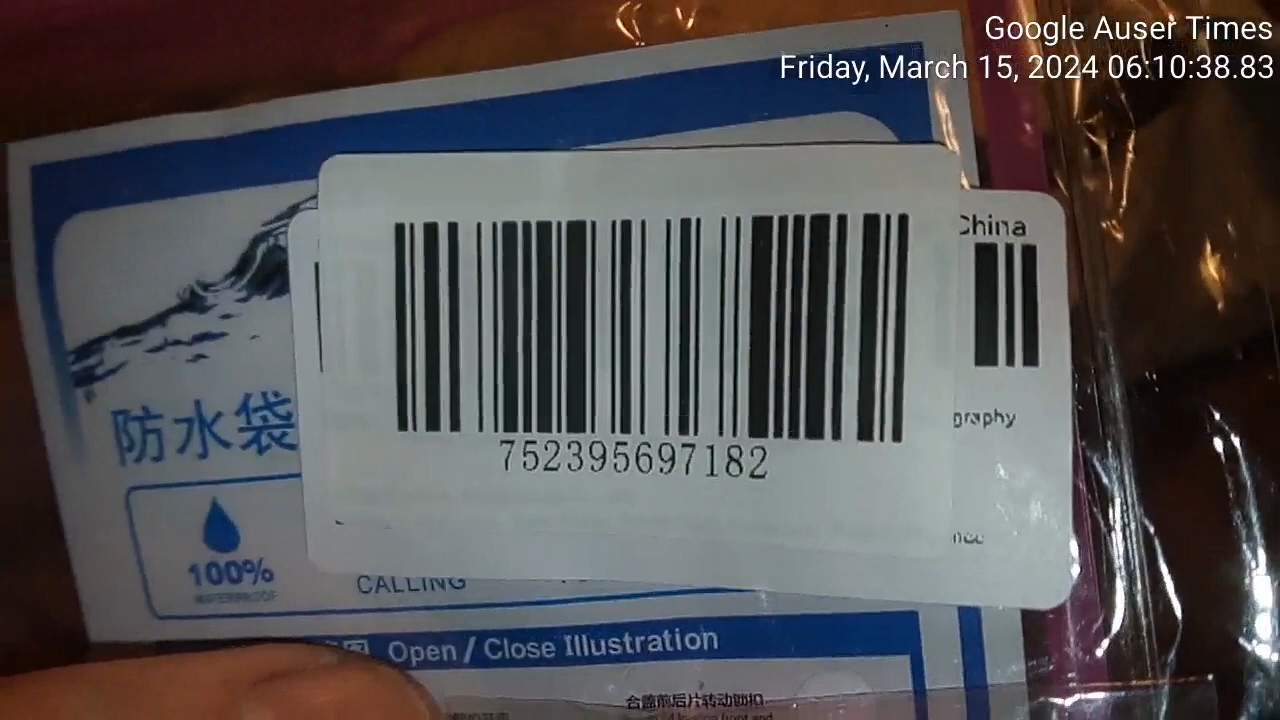 Google Auser Times
Friday, March 15, 2024 06:10:38.83
China
防水袋
752395697182
graphy
100%
WATERPROOF
CALLING
Open / Close Illustration
合盖前后片转动锁扣